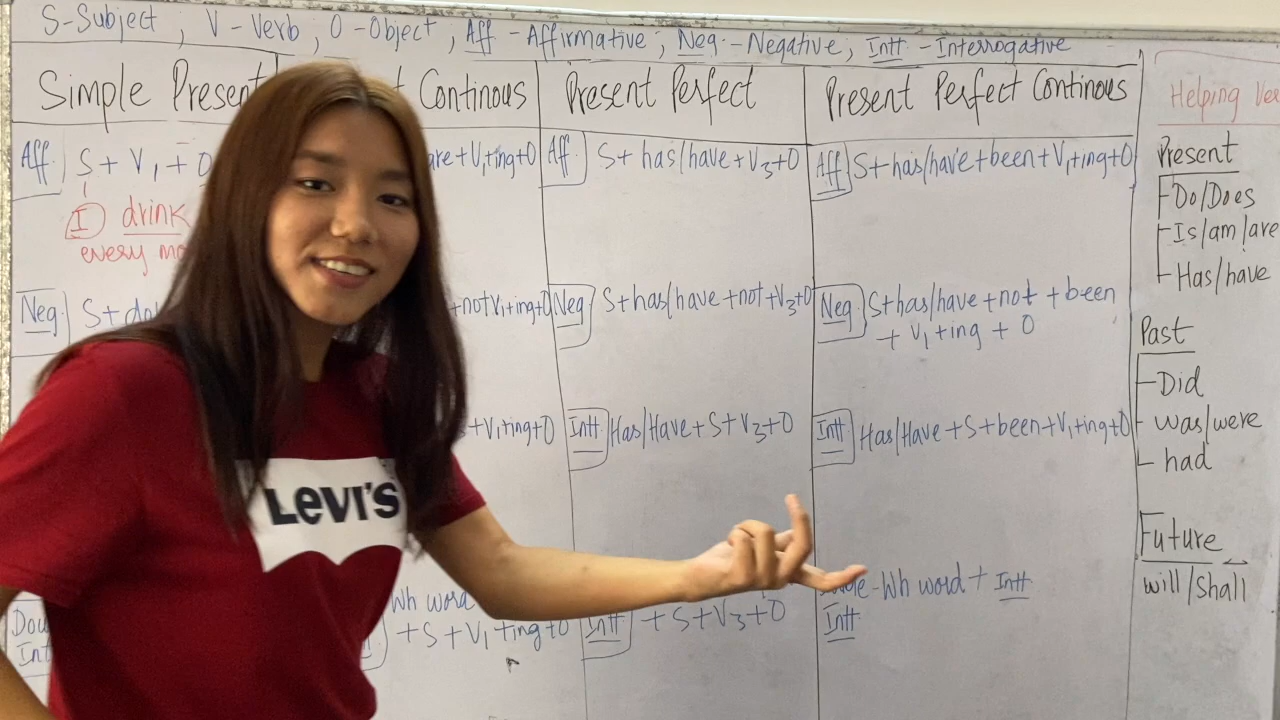 S-Subject, V-Verb, O-Object, Aff-Affirmative, Neg-Negative, Intt-Interrogative
Simple Present
Continous
Present Perfect
Present Perfect Continous
Helping
Aff S + V1 + O
are+V1+ing+O
Aff S+ has/have+V3+O
Aff S+has/have+been+V1+ing+O
I drink
every
Neg S+
+notV1+ing+O
Neg S+has/have+not+V3+O
Neg S+has/have+not +been
+ V1+ing + O
S+V1+ing+O
Intt Has/Have+S+V3+O
Intt Has/Have+S+been+V1+ing+O
Wh word
+S+V1+ing+O
Intt +S+V3+O
-Wh word + Intt
Intt
Int
Present
Do/Does
Is/am/are
Has/have
Past
Did
was/were
had
Future
will/shall
LEVI'S